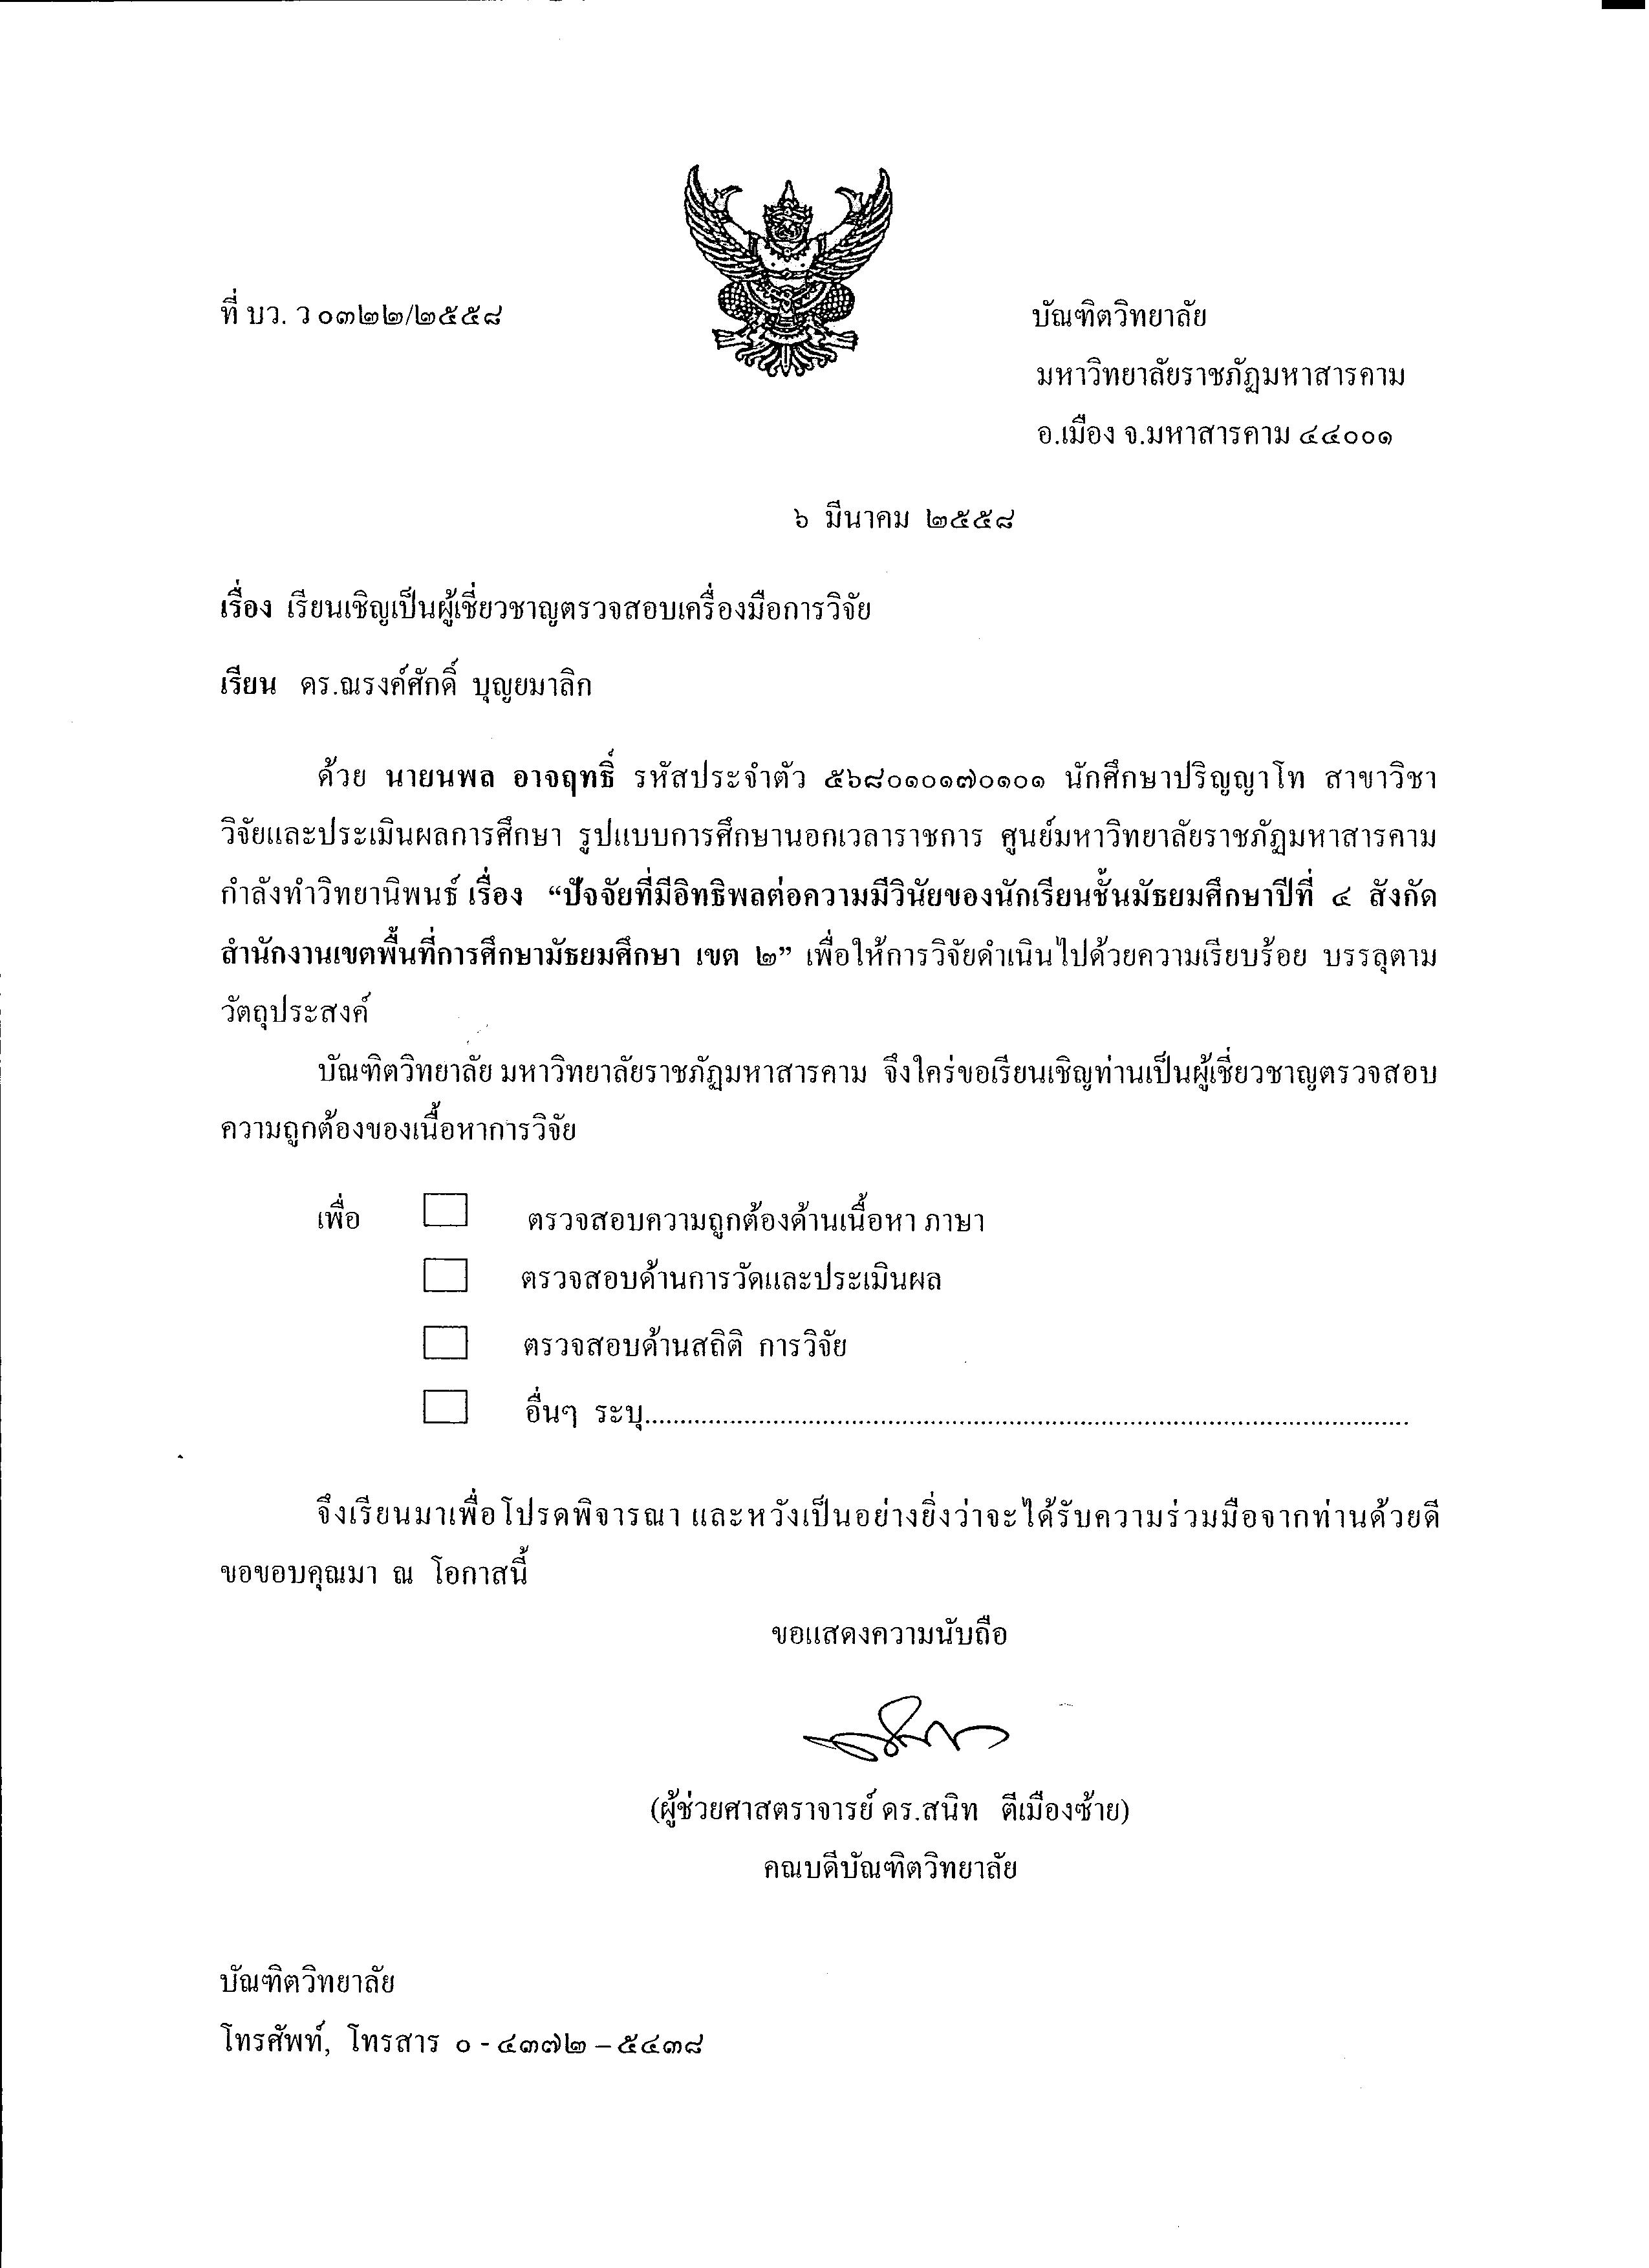 ที่ บว. ว ๐๓๒๒/๒๕๕๘
บัณฑิตวิทยาลัย
มหาวิทยาลัยราชภัฏมหาสารคาม
อ.เมือง จ.มหาสารคาม ๔๔๐๐๑
๖ มีนาคม ๒๕๕๘
เรื่อง เรียนเชิญเป็นผู้เชี่ยวชาญตรวจสอบเครื่องมือการวิจัย
เรียน ดร.ณรงค์ศักดิ์ บุญยมาลิก
ด้วย นายนพล อาจฤทธิ์ รหัสประจำตัว ๕๖๘๐๑๐๑๗๐๑๐๑ นักศึกษาปริญญาโท สาขาวิชา
วิจัยและประเมินผลการศึกษา รูปแบบการศึกษานอกเวลาราชการ ศูนย์มหาวิทยาลัยราชภัฏมหาสารคาม
กำลังทำวิทยานิพนธ์ เรื่อง “ปัจจัยที่มีอิทธิพลต่อความมีวินัยของนักเรียนชั้นมัธยมศึกษาปีที่ ๔ สังกัด
สำนักงานเขตพื้นที่การศึกษามัธยมศึกษา เขต ๒” เพื่อให้การวิจัยดำเนินไปด้วยความเรียบร้อย บรรลุตาม
วัตถุประสงค์
บัณฑิตวิทยาลัย มหาวิทยาลัยราชภัฏมหาสารคาม จึงใคร่ขอเรียนเชิญท่านเป็นผู้เชี่ยวชาญตรวจสอบ
ความถูกต้องของเนื้อหาการวิจัย
เพื่อ ตรวจสอบความถูกต้องด้านเนื้อหา ภาษา
ตรวจสอบด้านการวัดและประเมินผล
ตรวจสอบด้านสถิติ การวิจัย
อื่นๆ ระบุ..............................................................................................................
จึงเรียนมาเพื่อโปรดพิจารณา และหวังเป็นอย่างยิ่งว่าจะได้รับความร่วมมือจากท่านด้วยดี
ขอขอบคุณมา ณ โอกาสนี้
ขอแสดงความนับถือ
(ผู้ช่วยศาสตราจารย์ ดร.สนิท ตีเมืองซ้าย)
คณบดีบัณฑิตวิทยาลัย
บัณฑิตวิทยาลัย
โทรศัพท์, โทรสาร ๐ - ๔๓๗๒ – ๕๔๓๘